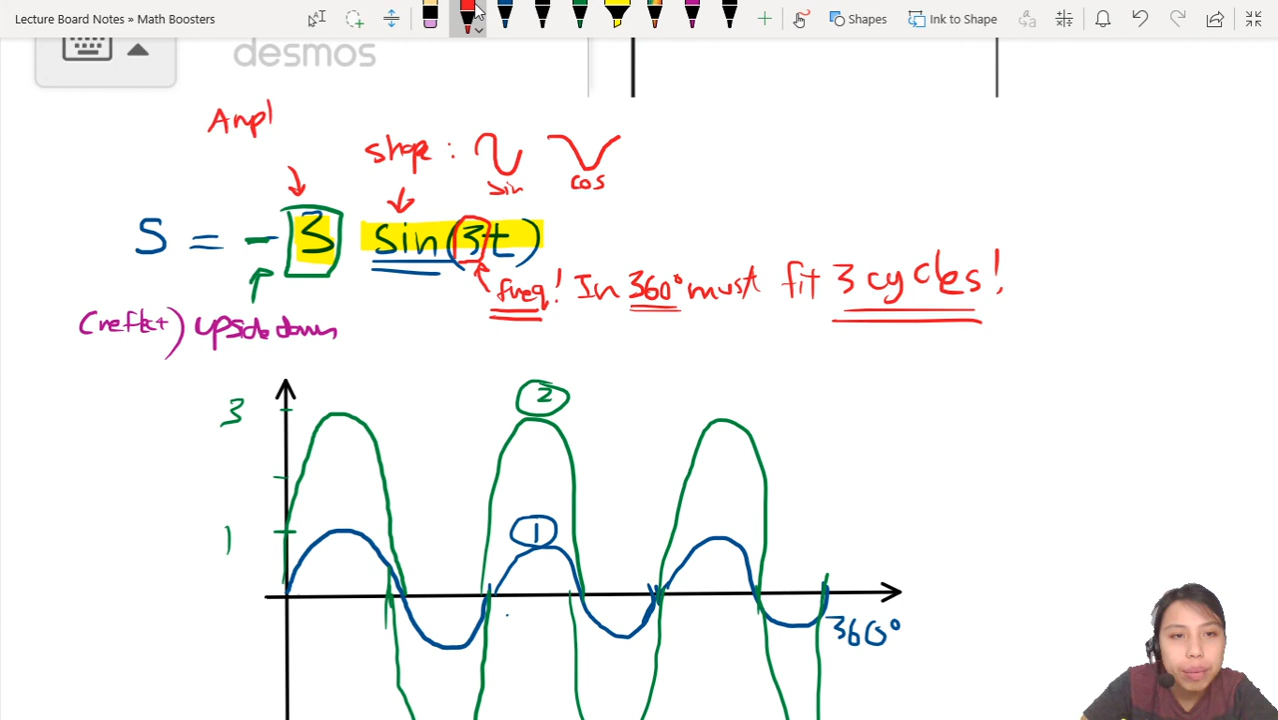 Lecture Board Notes » Math Boosters
Shapes
Ink to Shape
desmos
Ampl
shape :
sin
cos
S = - 3 sin(3t)
freq! In 360° must fit 3 cycles!
(reflect) upside down
3
2
1
1
360°